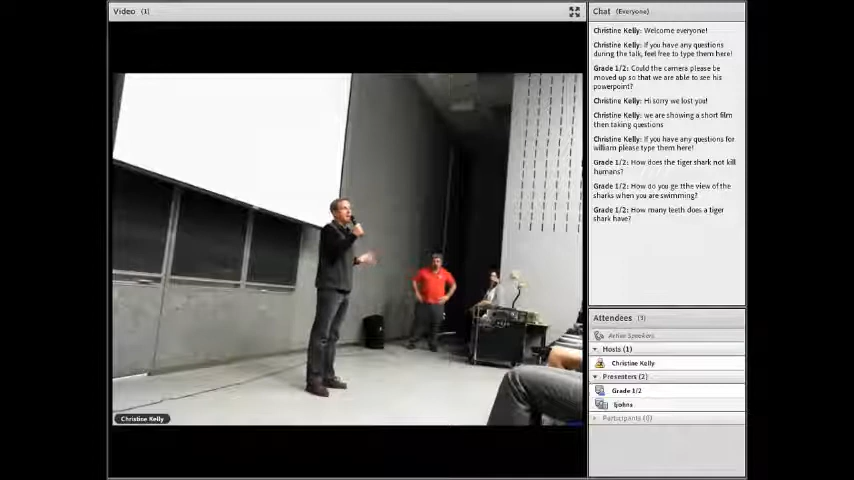 Video (1)
Chat (Everyone)
Christine Kelly: Welcome everyone!
Christine Kelly: If you have any questions
during the talk, feel free to type them here!
Grade 1/2: Could the camera please be
moved up so that we are able to see his
powerpoint?
Christine Kelly: Hi sorry we lost you!
Christine Kelly: we are showing a short film
then taking questions
Christine Kelly: If you have any questions for
william please type them here!
Grade 1/2: How does the tiger shark not kill
humans?
Grade 1/2: How do you ge tthe view of the
sharks when you are swimming?
Grade 1/2: How many teeth does a tiger
shark have?
Attendees (3)
Active Speakers
Hosts (1)
Christine Kelly
Presenters (2)
Grade 1/2
tjohns
Participants (0)
Christine Kelly